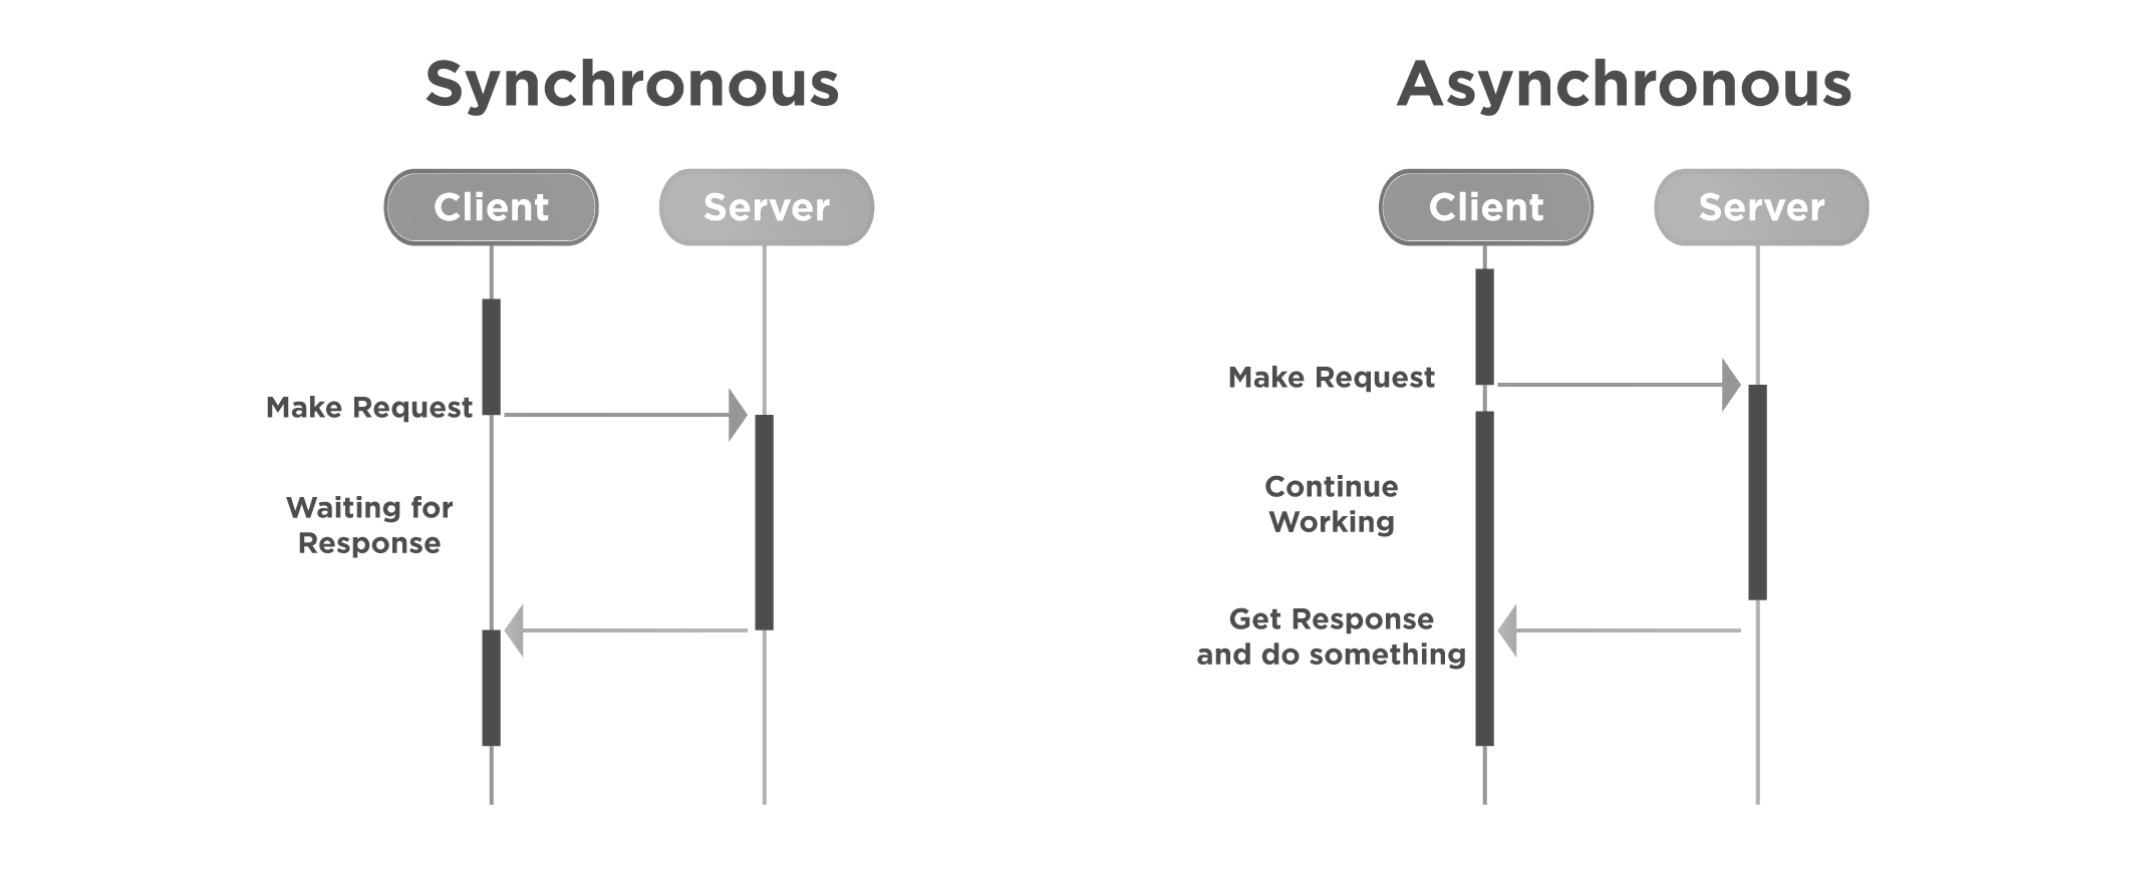 Synchronous
Client
Server
Make Request
Waiting for
Response
Asynchronous
Client
Server
Make Request
Continue
Working
Get Response
and do something